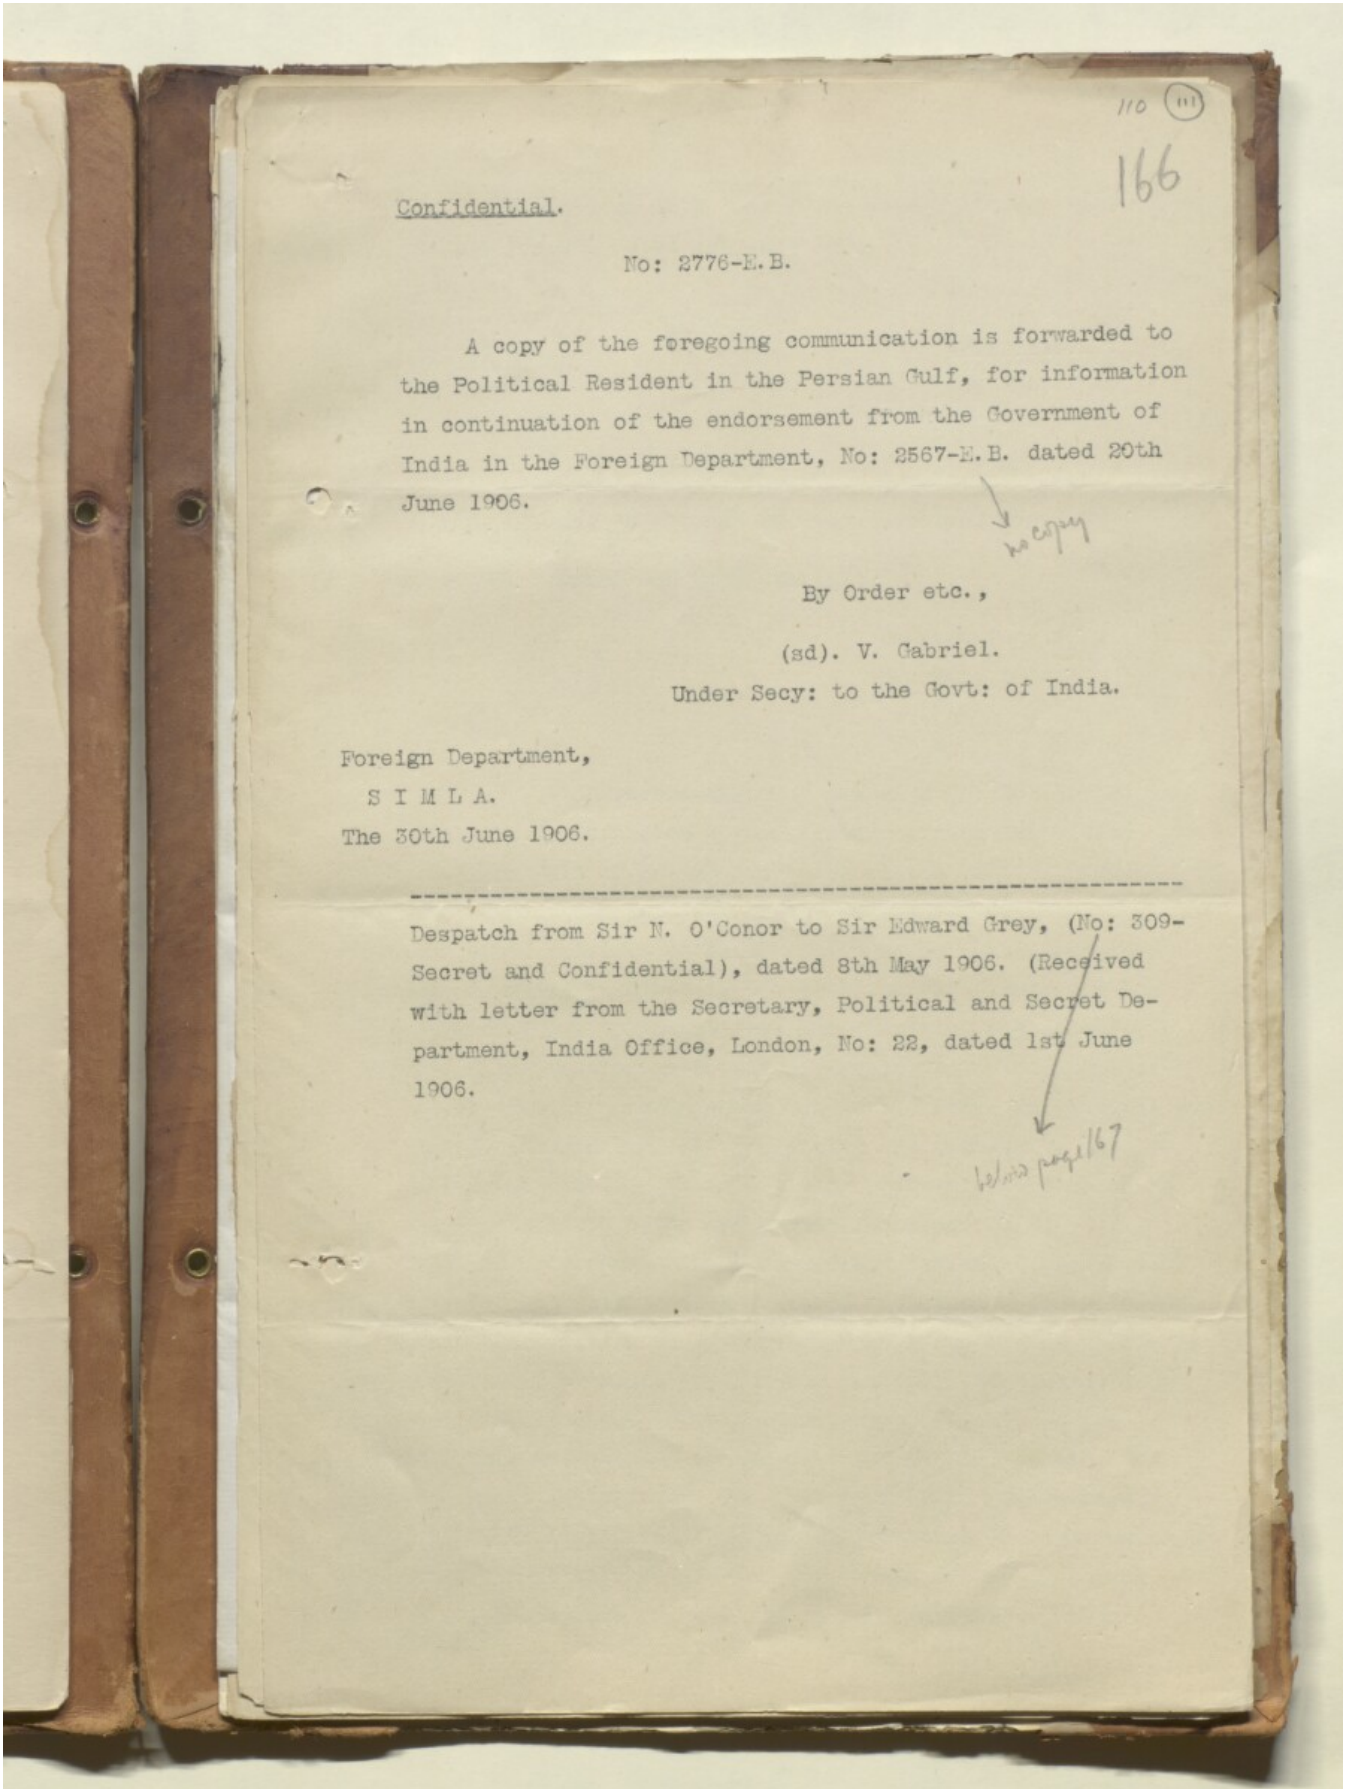 110 111
166
Confidential.
No: 2776-E.B.
A copy of the foregoing communication is forwarded to
the Political Resident in the Persian Gulf, for information
in continuation of the endorsement from the Government of
India in the Foreign Department, No: 2567-E.B. dated 20th
June 1906.
no copy
By Order etc.,
(sd). V. Gabriel.
Under Secy: to the Govt: of India.
Foreign Department,
S I M L A.
The 30th June 1906.
Despatch from Sir N. O'Conor to Sir Edward Grey, (No: 309-
Secret and Confidential), dated 8th May 1906. (Received
with letter from the Secretary, Political and Secret De-
partment, India Office, London, No: 22, dated 1st June
1906.
below page 167